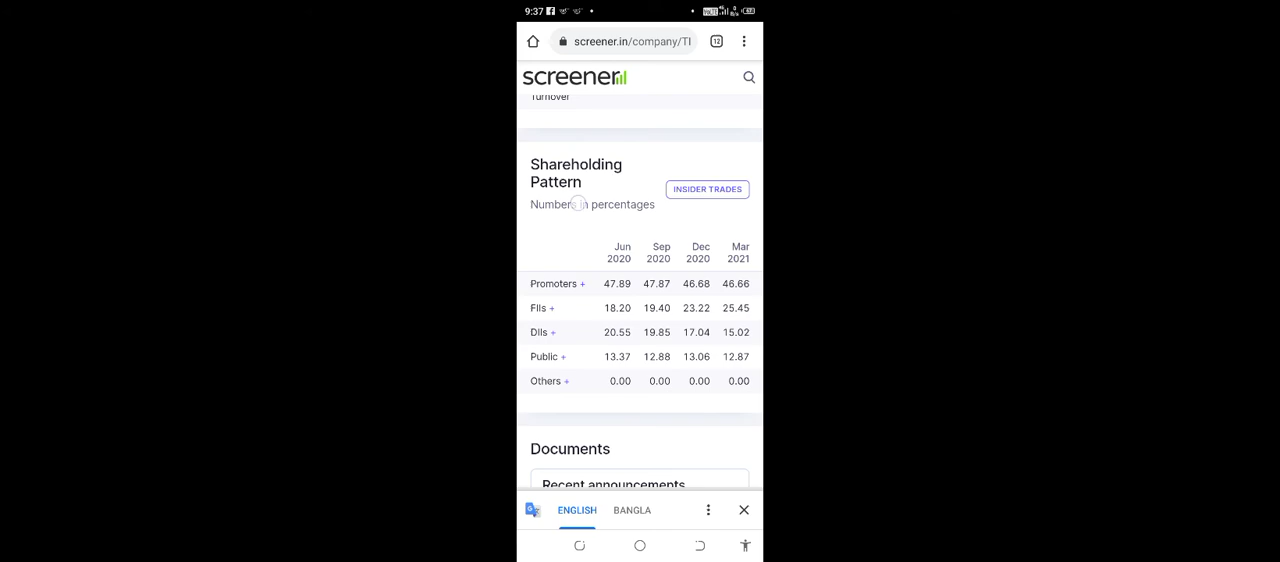 9:37
screener.in/company/TI
12
screener
Turnover
Shareholding
Pattern
INSIDER TRADES
Numbers in percentages
Jun Sep Dec Mar
2020 2020 2020 2021
Promoters + 47.89 47.87 46.68 46.66
FIIs + 18.20 19.40 23.22 25.45
DIIs + 20.55 19.85 17.04 15.02
Public + 13.37 12.88 13.06 12.87
Others + 0.00 0.00 0.00 0.00
Documents
Recent announcements
ENGLISH BANGLA